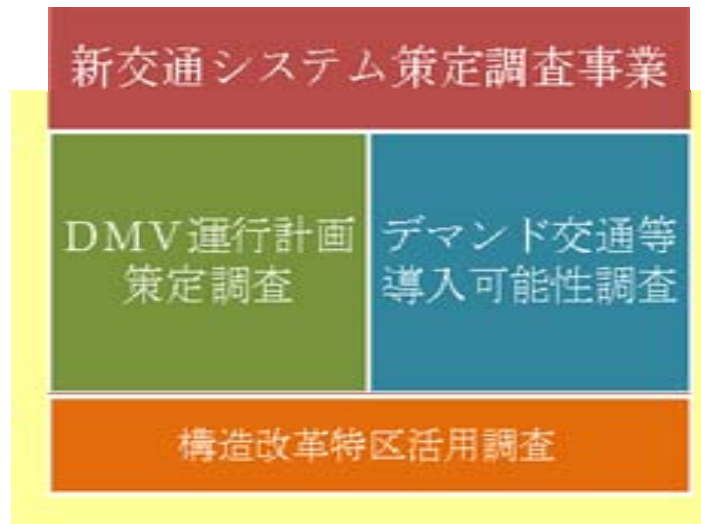 新交通システム策定調査事業
DMV運行計画
策定調査
デマンド交通等
導入可能性調査
構造改革特区活用調査